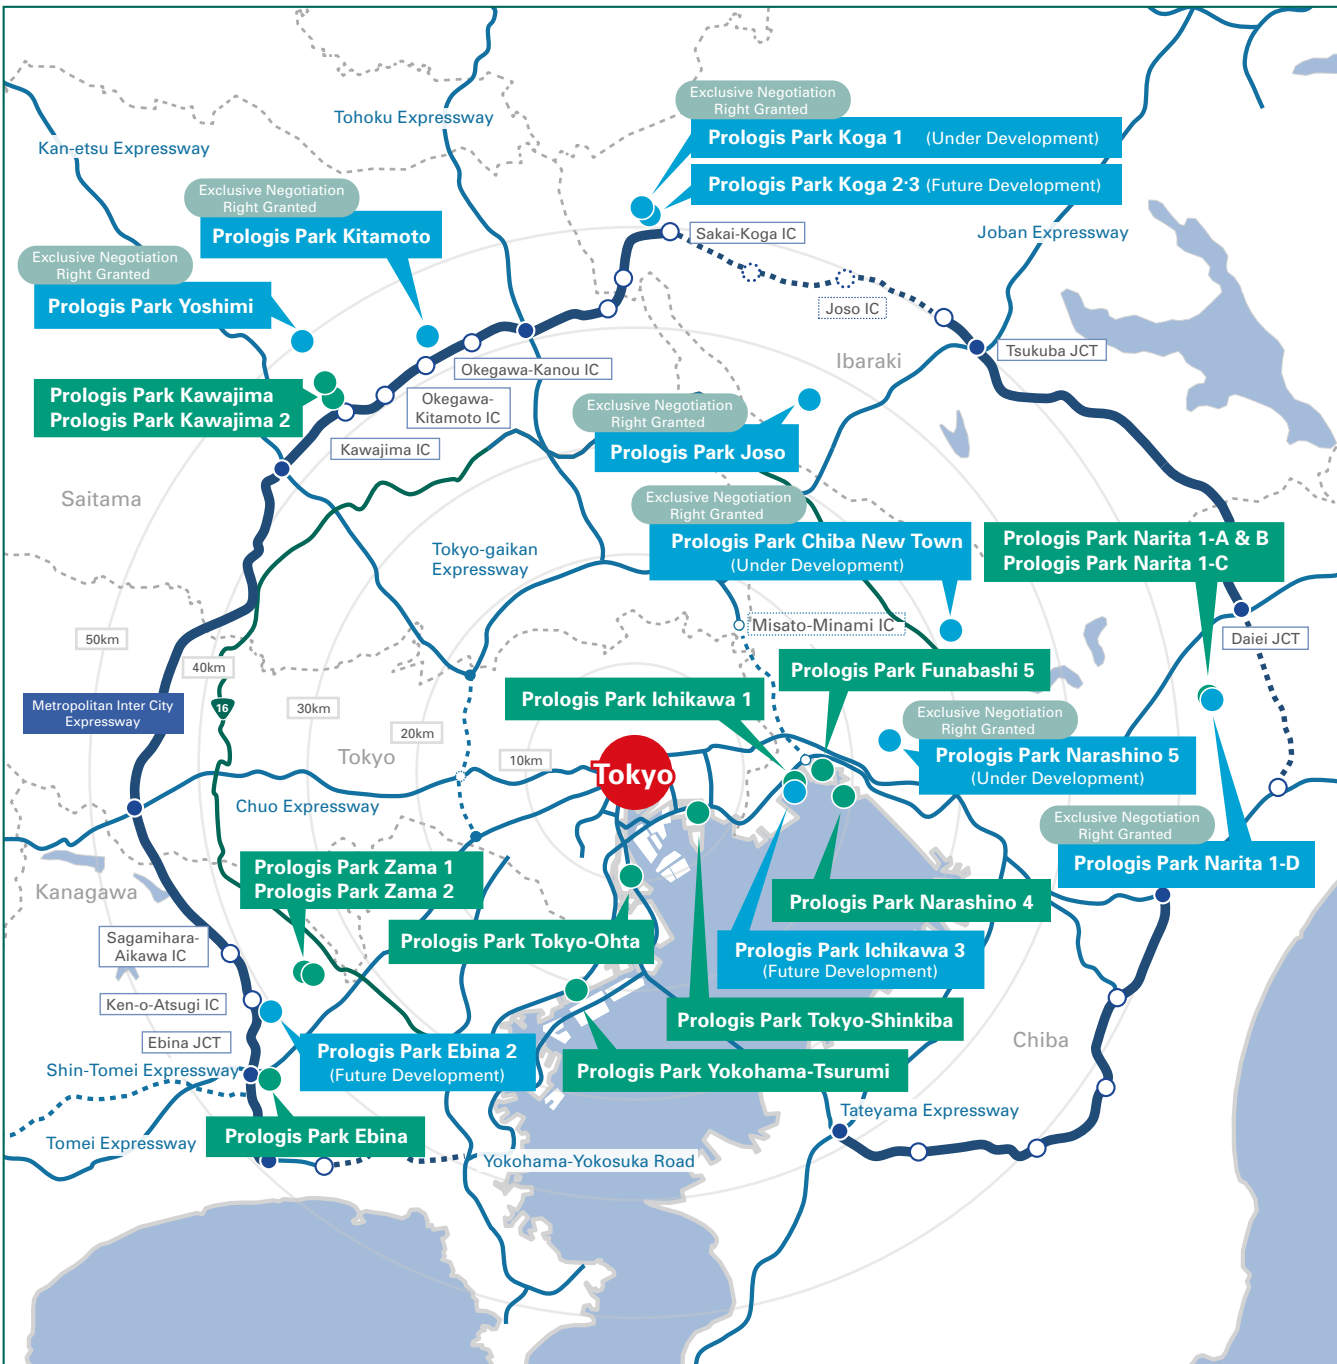 Exclusive Negotiation
Right Granted
Prologis Park Koga 1 (Under Development)
Prologis Park Koga 2·3 (Future Development)
Tohoku Expressway
Kan-etsu Expressway
Exclusive Negotiation
Right Granted
Prologis Park Kitamoto
Sakai-Koga IC
Joban Expressway
Exclusive Negotiation
Right Granted
Prologis Park Yoshimi
Joso IC
Tsukuba JCT
Ibaraki
Okegawa-Kanou IC
Prologis Park Kawajima
Prologis Park Kawajima 2
Okegawa-
Kitamoto IC
Kawajima IC
Exclusive Negotiation
Right Granted
Prologis Park Joso
Saitama
Exclusive Negotiation
Right Granted
Prologis Park Chiba New Town
(Under Development)
Prologis Park Narita 1-A & B
Prologis Park Narita 1-C
Tokyo-gaikan
Expressway
Misato-Minami IC
Daiei JCT
50km
40km
30km
20km
10km
16
Metropolitan Inter City
Expressway
Prologis Park Funabashi 5
Prologis Park Ichikawa 1
Exclusive Negotiation
Right Granted
Prologis Park Narashino 5
(Under Development)
Tokyo
Tokyo
Chuo Expressway
Exclusive Negotiation
Right Granted
Prologis Park Narita 1-D
Kanagawa
Prologis Park Zama 1
Prologis Park Zama 2
Prologis Park Narashino 4
Sagamihara-
Aikawa IC
Prologis Park Tokyo-Ohta
Prologis Park Ichikawa 3
(Future Development)
Ken-o-Atsugi IC
Prologis Park Tokyo-Shinkiba
Ebina JCT
Prologis Park Ebina 2
(Future Development)
Chiba
Shin-Tomei Expressway
Prologis Park Yokohama-Tsurumi
Tateyama Expressway
Prologis Park Ebina
Tomei Expressway
Yokohama-Yokosuka Road